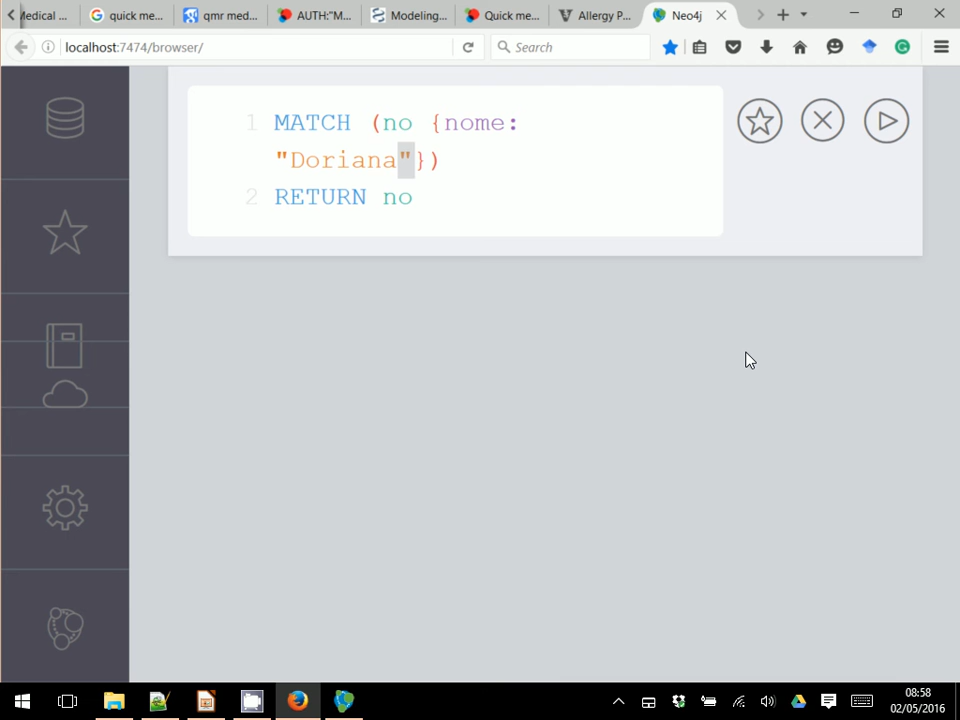 Medical ...
quick me...
qmr med...
AUTH:"M...
Modeling...
Quick me...
Allergy P...
Neo4j
localhost:7474/browser/
Search
1 MATCH (no {nome:
"Doriana"})
2 RETURN no
08:58
02/05/2016